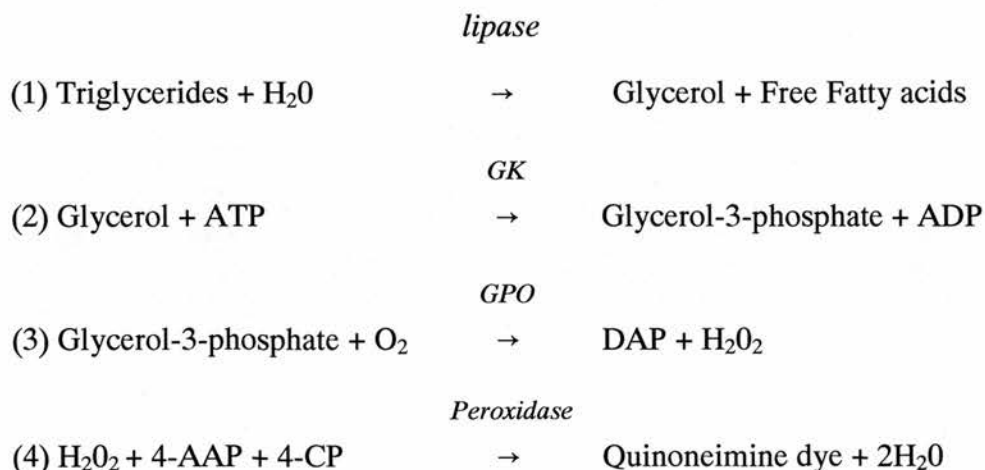 lipase
(1) Triglycerides + H₂0 → Glycerol + Free Fatty acids
GK
(2) Glycerol + ATP → Glycerol-3-phosphate + ADP
GPO
(3) Glycerol-3-phosphate + O₂ → DAP + H₂0₂
Peroxidase
(4) H₂0₂ + 4-AAP + 4-CP → Quinoneimine dye + 2H₂0